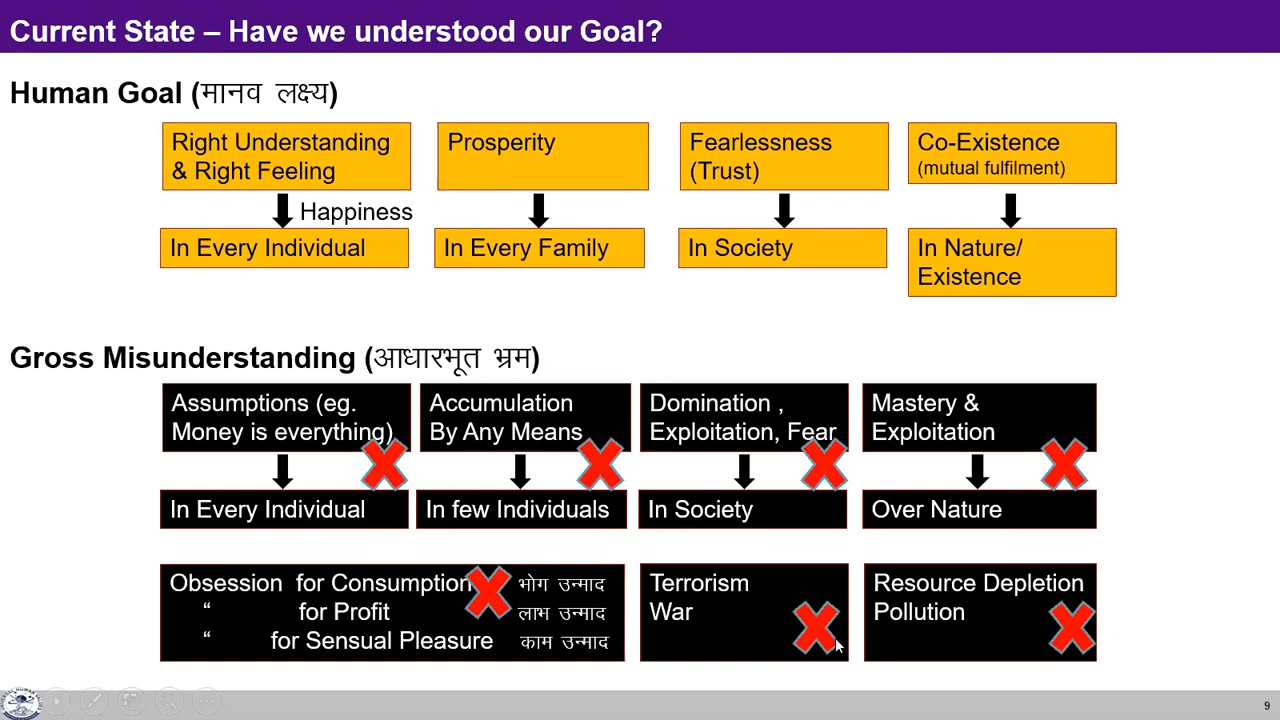 Current State – Have we understood our Goal?
Human Goal (मानव लक्ष्य)
Right Understanding
& Right Feeling
Happiness
In Every Individual
Prosperity
In Every Family
Fearlessness
(Trust)
In Society
Co-Existence
(mutual fulfilment)
In Nature/
Existence
Gross Misunderstanding (आधारभूत भ्रम)
Assumptions (eg.
Money is everything)
In Every Individual
Accumulation
By Any Means
In few Individuals
Domination ,
Exploitation, Fear
In Society
Mastery &
Exploitation
Over Nature
Obsession for Consumption भोग उन्माद
“ for Profit लाभ उन्माद
“ for Sensual Pleasure काम उन्माद
Terrorism
War
Resource Depletion
Pollution
9